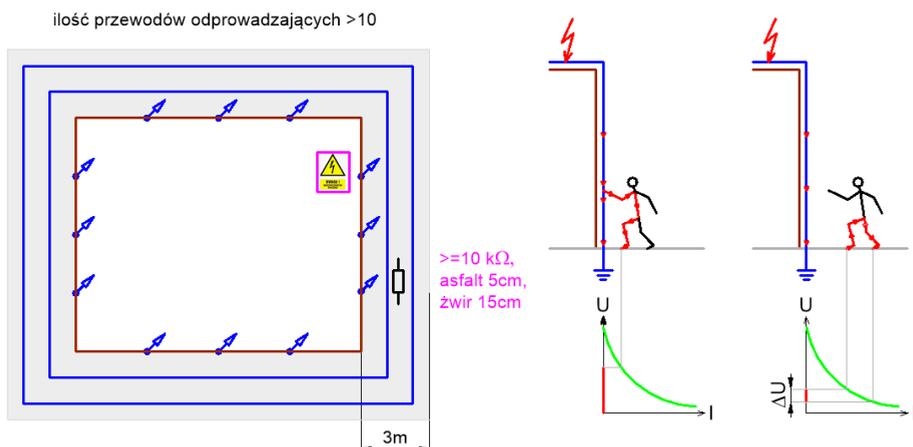 ilość przewodów odprowadzających >10
>=10 kΩ,
asfalt 5cm,
żwir 15cm
3m
U
I
U
ΔU